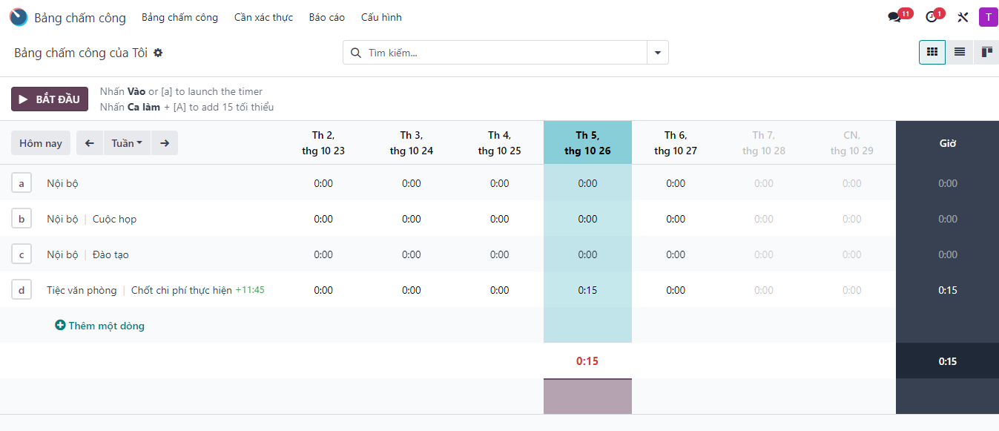 Bảng chấm công Bảng chấm công Cần xác thực Báo cáo Cấu hình 11 1 T
Bảng chấm công của Tôi Tìm kiếm...
BẮT ĐẦU
Nhấn Vào or [a] to launch the timer
Nhấn Ca làm + [A] to add 15 tối thiểu
Hôm nay Tuần
Th 2, thg 10 23
Th 3, thg 10 24
Th 4, thg 10 25
Th 5, thg 10 26
Th 6, thg 10 27
Th 7, thg 10 28
CN, thg 10 29
Giờ
a Nội bộ 0:00 0:00 0:00 0:00 0:00 0:00 0:00 0:00
b Nội bộ | Cuộc họp 0:00 0:00 0:00 0:00 0:00 0:00 0:00 0:00
c Nội bộ | Đào tạo 0:00 0:00 0:00 0:00 0:00 0:00 0:00 0:00
d Tiệc văn phòng | Chốt chi phí thực hiện +11:45 0:00 0:00 0:00 0:15 0:00 0:00 0:00 0:15
Thêm một dòng
0:15 0:15